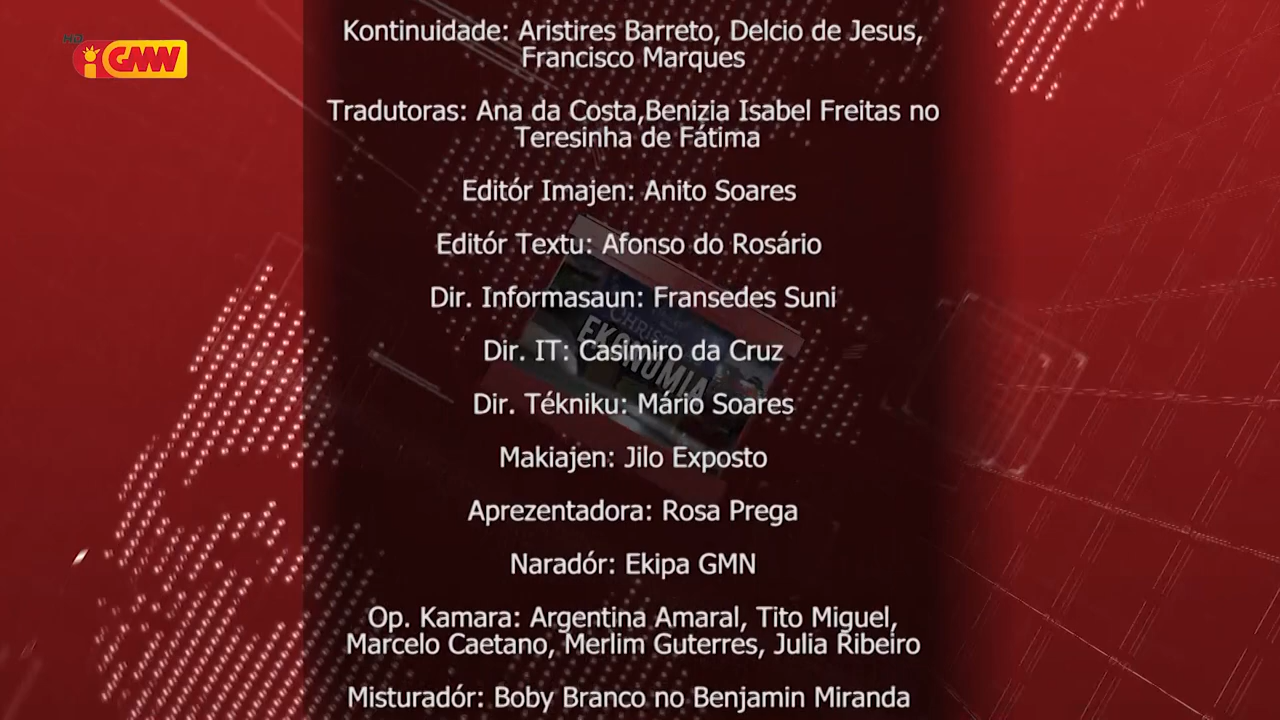 GMN
Kontinuidade: Aristires Barreto, Delcio de Jesus,
Francisco Marques
Tradutoras: Ana da Costa,Benizia Isabel Freitas no
Teresinha de Fátima
Editór Imajen: Anito Soares
Editór Textu: Afonso do Rosário
Dir. Informasaun: Fransedes Suni
Dir. IT: Casimiro da Cruz
Dir. Tékniku: Mário Soares
Makiajen: Jilo Exposto
Aprezentadora: Rosa Prega
Naradór: Ekipa GMN
Op. Kamara: Argentina Amaral, Tito Miguel,
Marcelo Caetano, Merlim Guterres, Julia Ribeiro
Misturadór: Boby Branco no Benjamin Miranda
EKONOMIA